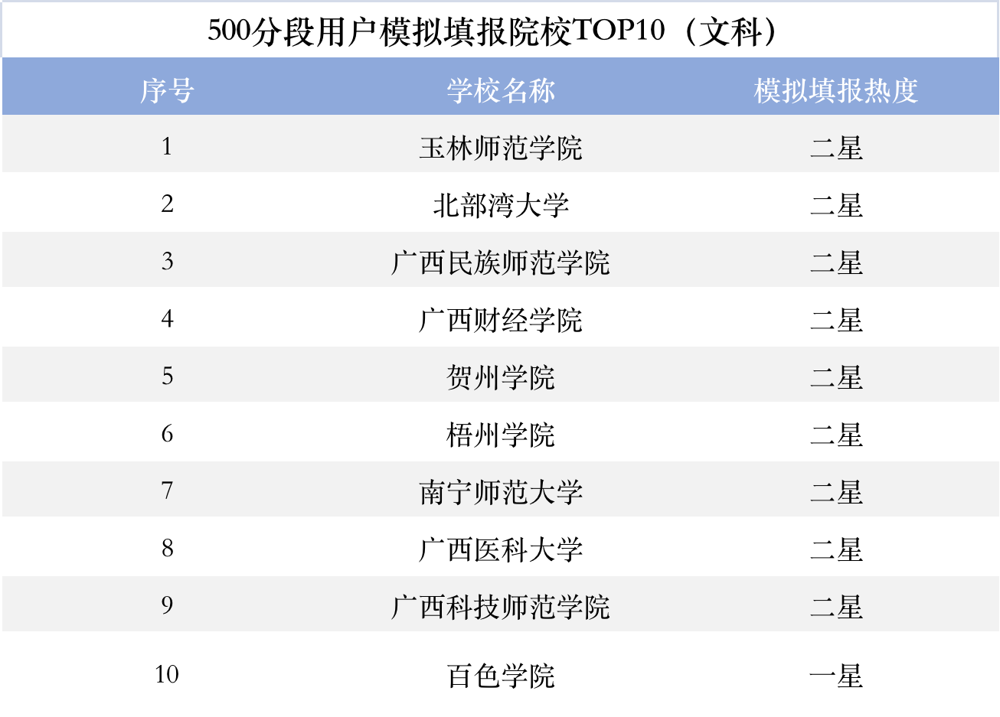 500分段用户模拟填报院校TOP10（文科）
序号 学校名称 模拟填报热度
1 玉林师范学院 二星
2 北部湾大学 二星
3 广西民族师范学院 二星
4 广西财经学院 二星
5 贺州学院 二星
6 梧州学院 二星
7 南宁师范大学 二星
8 广西医科大学 二星
9 广西科技师范学院 二星
10 百色学院 一星